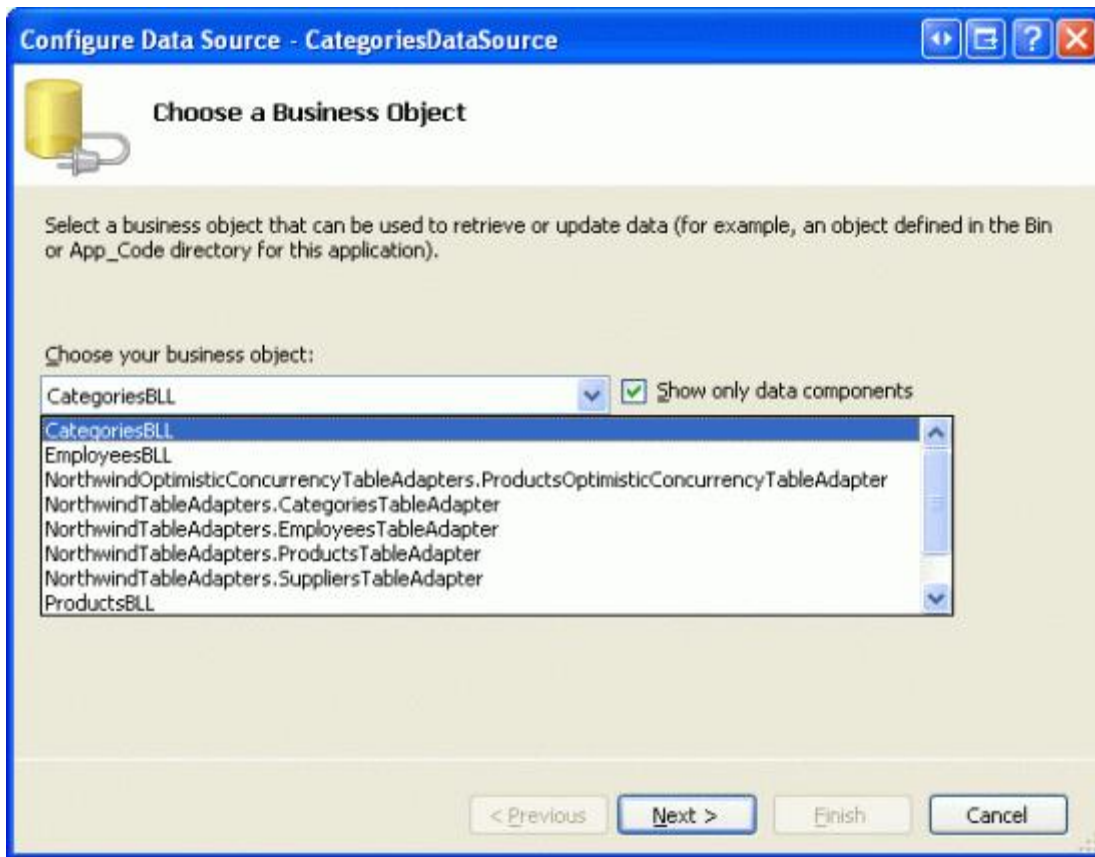 Configure Data Source - CategoriesDataSource
Choose a Business Object
Select a business object that can be used to retrieve or update data (for example, an object defined in the Bin
or App_Code directory for this application).
Choose your business object:
CategoriesBLL
Show only data components
CategoriesBLL
EmployeesBLL
NorthwindOptimisticConcurrencyTableAdapters.ProductsOptimisticConcurrencyTableAdapter
NorthwindTableAdapters.CategoriesTableAdapter
NorthwindTableAdapters.EmployeesTableAdapter
NorthwindTableAdapters.ProductsTableAdapter
NorthwindTableAdapters.SuppliersTableAdapter
ProductsBLL
< Previous Next > Finish Cancel